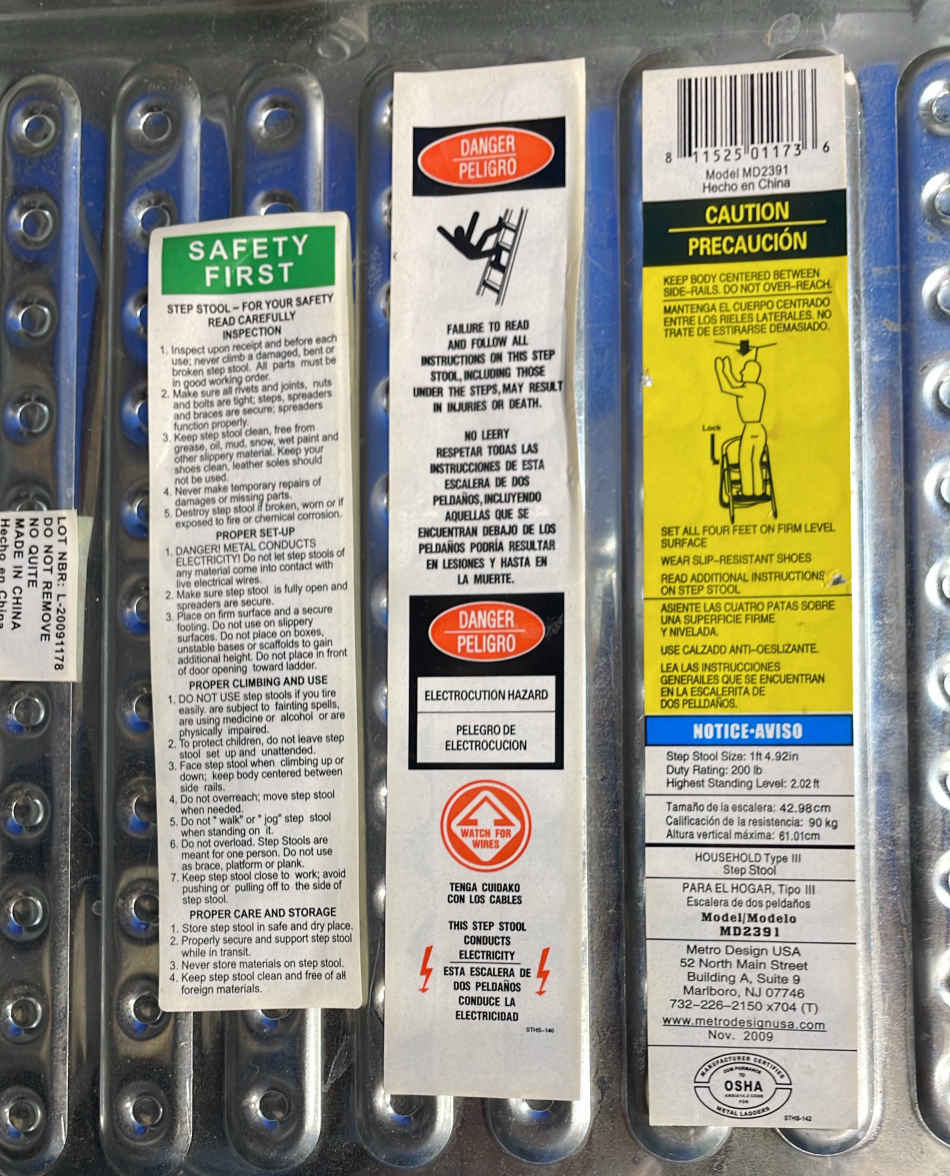 LOT NBR: L-20091178
DO NOT REMOVE
NO QUITE
MADE IN CHINA
Hecho en China
SAFETY
FIRST
STEP STOOL – FOR YOUR SAFETY
READ CAREFULLY
INSPECTION
1. Inspect upon receipt and before each
use; never climb a damaged, bent or
broken step stool. All parts must be
in good working order.
2. Make sure all rivets and joints, nuts
and bolts are tight; steps, spreaders
and braces are secure; spreaders
function properly.
3. Keep step stool clean, free from
grease, oil, mud, snow, wet paint and
other slippery material. Keep your
shoes clean, leather soles should
not be used.
4. Never make temporary repairs of
damages or missing parts.
5. Destroy step stool if broken, worn or if
exposed to fire or chemical corrosion.
PROPER SET-UP
1. DANGER! METAL CONDUCTS
ELECTRICITY! Do not let step stools of
any material come into contact with
live electrical wires.
2. Make sure step stool is fully open and
spreaders are secure.
3. Place on firm surface and a secure
footing. Do not use on slippery
surfaces. Do not place on boxes,
unstable bases or scaffolds to gain
additional height. Do not place in front
of door opening toward ladder.
PROPER CLIMBING AND USE
1. DO NOT USE step stools if you tire
easily. are subject to fainting spells,
are using medicine or alcohol or are
physically impaired.
2. To protect children, do not leave step
stool set up and unattended.
3. Face step stool when climbing up or
down; keep body centered between
side rails.
4. Do not overreach; move step stool
when needed.
5. Do not " walk" or " jog" step stool
when standing on it.
6. Do not overload. Step Stools are
meant for one person. Do not use
as brace, platform or plank.
7. Keep step stool close to work; avoid
pushing or pulling off to the side of
step stool.
PROPER CARE AND STORAGE
1. Store step stool in safe and dry place.
2. Properly secure and support step stool
while in transit.
3. Never store materials on step stool.
4. Keep step stool clean and free of all
foreign materials.
DANGER
PELIGRO
FAILURE TO READ
AND FOLLOW ALL
INSTRUCTIONS ON THIS STEP
STOOL, INCLUDING THOSE
UNDER THE STEPS, MAY RESULT
IN INJURIES OR DEATH.
NO LEERY
RESPETAR TODAS LAS
INSTRUCCIONES DE ESTA
ESCALERA DE DOS
PELDAÑOS, INCLUYENDO
AQUELLAS QUE SE
ENCUENTRAN DEBAJO DE LOS
PELDAÑOS PODRÍA RESULTAR
EN LESIONES Y HASTA EN
LA MUERTE.
DANGER
PELIGRO
ELECTROCUTION HAZARD
PELEGRO DE
ELECTROCUCION
WATCH FOR
WIRES
TENGA CUIDAKO
CON LOS CABLES
THIS STEP STOOL
CONDUCTS
ELECTRICITY
ESTA ESCALERA DE
DOS PELDAÑOS
CONDUCE LA
ELECTRICIDAD
STHS-140
8 11525 01173 6
Model MD2391
Hecho en China
CAUTION
PRECAUCIÓN
KEEP BODY CENTERED BETWEEN
SIDE-RAILS. DO NOT OVER-REACH.
MANTENGA EL CUERPO CENTRADO
ENTRE LOS RIELES LATERALES. NO
TRATE DE ESTIRARSE DEMASIADO.
Lock
SET ALL FOUR FEET ON FIRM LEVEL
SURFACE
WEAR SLIP-RESISTANT SHOES
READ ADDITIONAL INSTRUCTIONS
ON STEP STOOL
ASIENTE LAS CUATRO PATAS SOBRE
UNA SUPERFICIE FIRME
Y NIVELADA.
USE CALZADO ANTI-OESLIZANTE.
LEA LAS INSTRUCCIONES
GENERAILES QUE SE ENCUENTRAN
EN LA ESCALERITA DE
DOS PELLDAÑOS.
NOTICE-AVISO
Step Stool Size: 1ft 4.92in
Duty Rating: 200 lb
Highest Standing Level: 2.02 ft
Tamaño de la escalera: 42.98cm
Calificación de la resistencia: 90 kg
Altura vertical máxima: 61.01cm
HOUSEHOLD Type III
Step Stool
PARA EL HOGAR, Tipo III
Escalera de dos peldaños
Model/Modelo
MD2391
Metro Design USA
52 North Main Street
Building A, Suite 9
Marlboro, NJ 07746
732-226-2150 x704 (T)
www.metrodesignusa.com
Nov. 2009
MANUFACTURER CERTIFIES
CONFORMANCE
TO
OSHA
FOR
METAL LADDERS
STHS-142